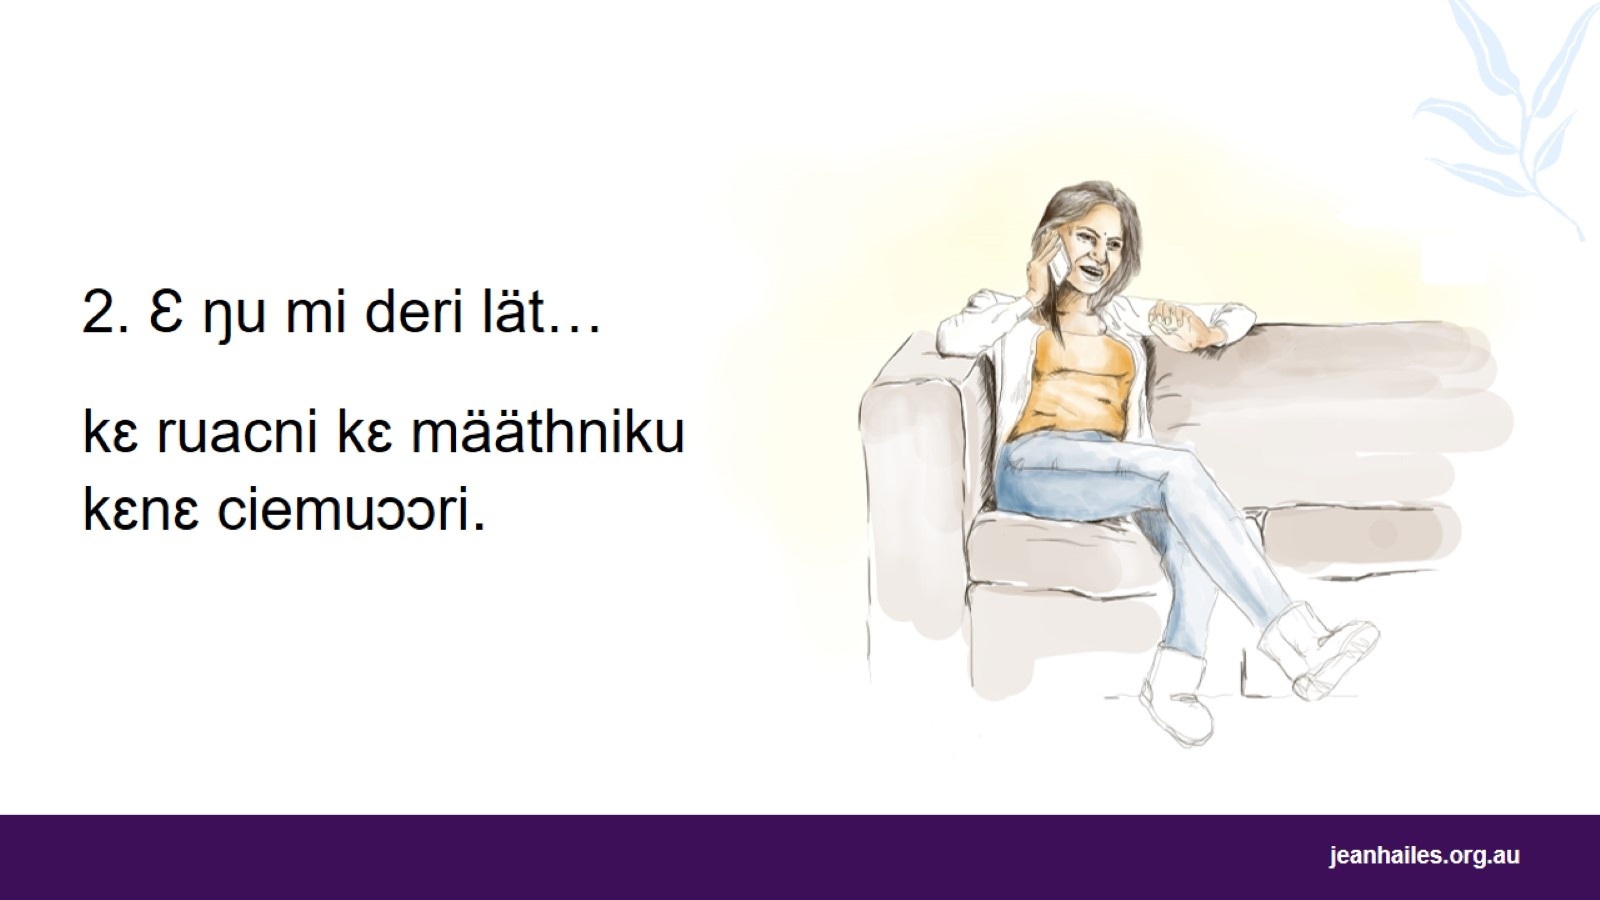 2. Ɛ ŋu mi deri lät…
kɛ ruacni kɛ määthniku
kɛnɛ ciemuɔɔri.
jeanhailes.org.au